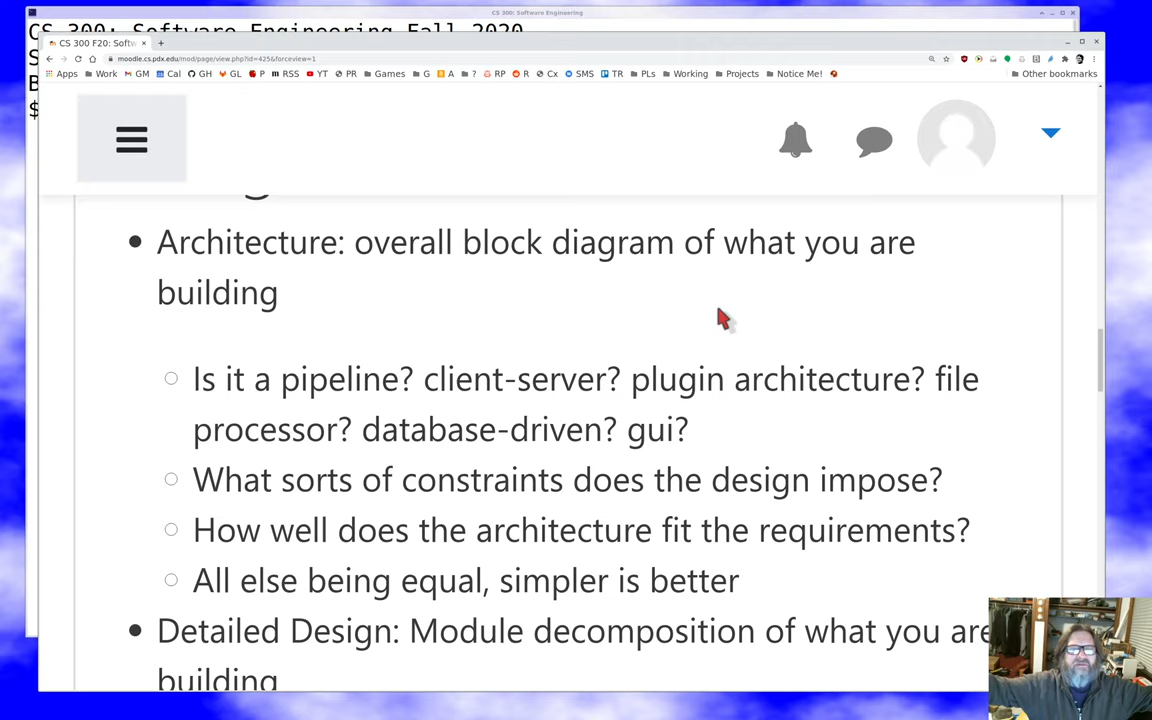 CS 300: Software Engineering
CS 300: Software Engineering Fall 2020
S
B
$
CS 300 F20: Softw
moodle.cs.pdx.edu/mod/page/view.php?id=425&forceview=1
Apps Work GM Cal GH GL P RSS YT PR Games G A ? RP R Cx SMS TR PLs Working Projects Notice Me! Other bookmarks
Architecture: overall block diagram of what you are
building
Is it a pipeline? client-server? plugin architecture? file
processor? database-driven? gui?
What sorts of constraints does the design impose?
How well does the architecture fit the requirements?
All else being equal, simpler is better
Detailed Design: Module decomposition of what you are
building